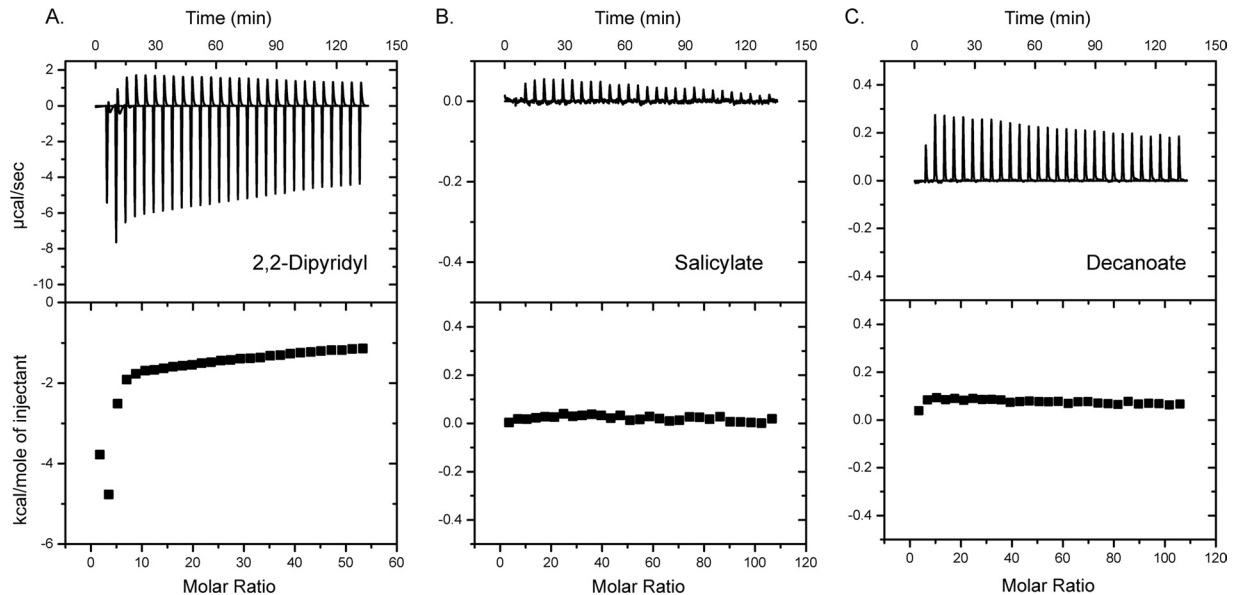 A.
Time (min)
0 30 60 90 120 150
2
0
-2
-4
-6
-8
-10
µcal/sec
2,2-Dipyridyl
0
-2
-4
-6
kcal/mole of injectant
0 10 20 30 40 50 60
Molar Ratio
B.
Time (min)
0 30 60 90 120 150
0.0
-0.2
-0.4
Salicylate
0.4
0.2
0.0
-0.2
-0.4
0 20 40 60 80 100 120
Molar Ratio
C.
Time (min)
0 30 60 90 120 150
0.4
0.2
0.0
-0.2
-0.4
Decanoate
0.4
0.2
0.0
-0.2
-0.4
0 20 40 60 80 100 120
Molar Ratio